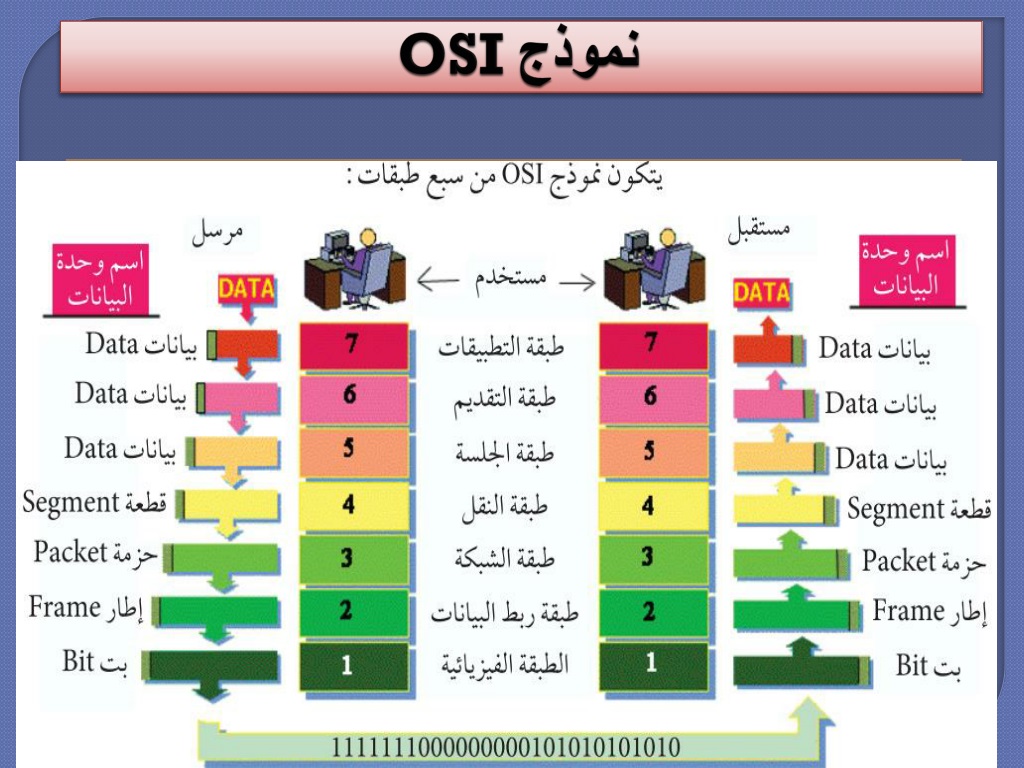 نموذج OSI
يتكون نموذج OSI من سبع طبقات :
مستقبل
مرسل
اسم وحدة
البيانات
اسم وحدة
البيانات
مستخدم
DATA
DATA
بيانات Data
7
طبقة التطبيقات
7
بيانات Data
بيانات Data
6
طبقة التقديم
6
بيانات Data
بيانات Data
5
طبقة الجلسة
5
بيانات Data
قطعة Segment
4
طبقة النقل
4
قطعة Segment
حزمة Packet
3
طبقة الشبكة
3
حزمة Packet
إطار Frame
2
طبقة ربط البيانات
2
إطار Frame
بت Bit
1
الطبقة الفيزيائية
1
بت Bit
1111111000000000101010101010